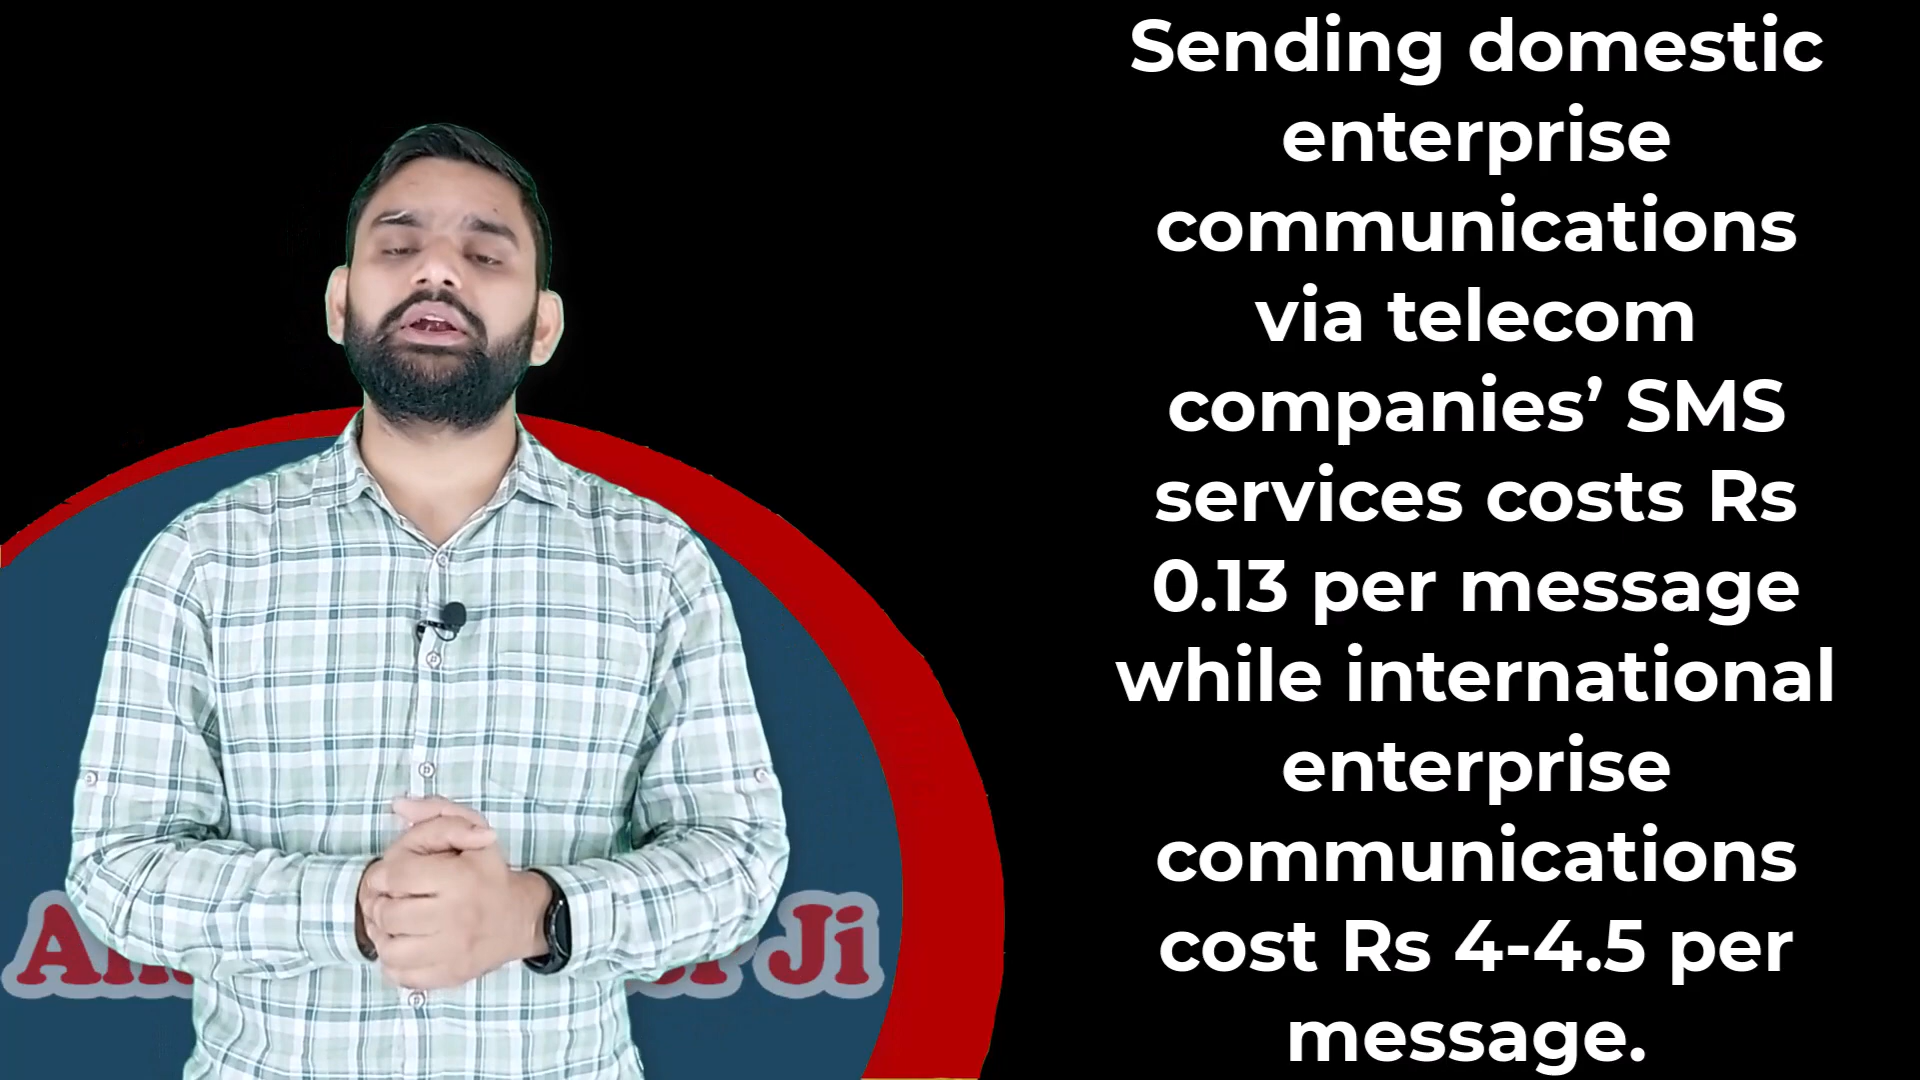 Sending domestic
enterprise
communications
via telecom
companies’ SMS
services costs Rs
0.13 per message
while international
enterprise
communications
cost Rs 4-4.5 per
message.
Ji